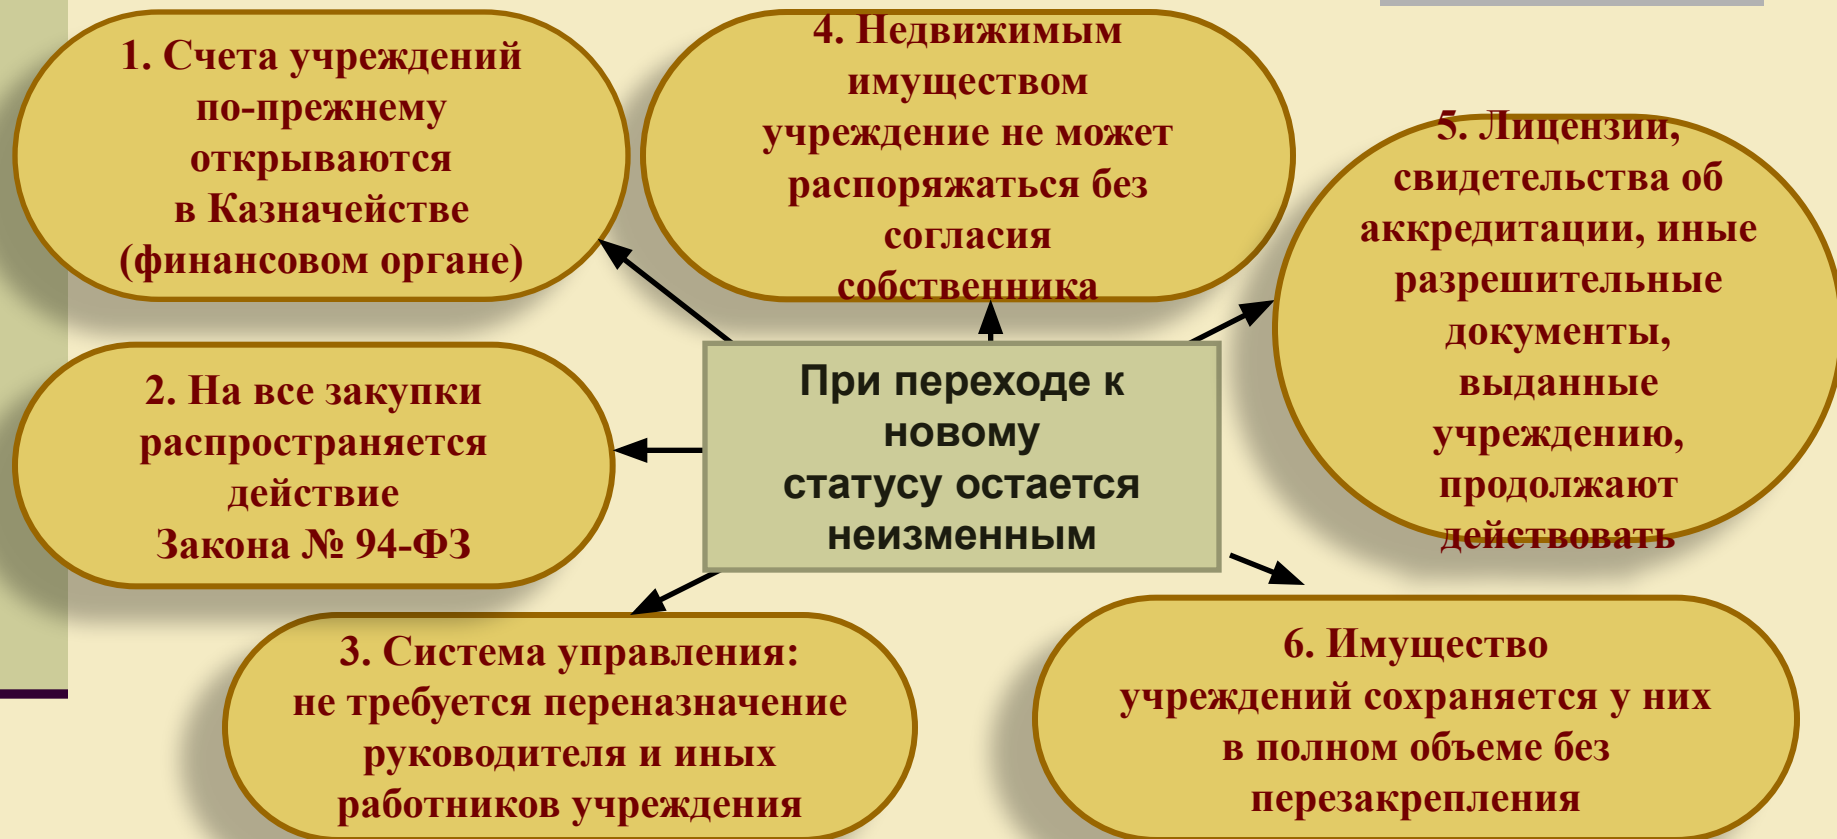 1. Счета учреждений
по-прежнему
открываются
в Казначействе
(финансовом органе)
2. На все закупки
распространяется
действие
Закона № 94-ФЗ
3. Система управления:
не требуется переназначение
руководителя и иных
работников учреждения
4. Недвижимым
имуществом
учреждение не может
распоряжаться без
согласия
собственника
5. Лицензии,
свидетельства об
аккредитации, иные
разрешительные
документы,
выданные
учреждению,
продолжают
действовать
6. Имущество
учреждений сохраняется у них
в полном объеме без
перезакрепления
При переходе к
новому
статусу остается
неизменным